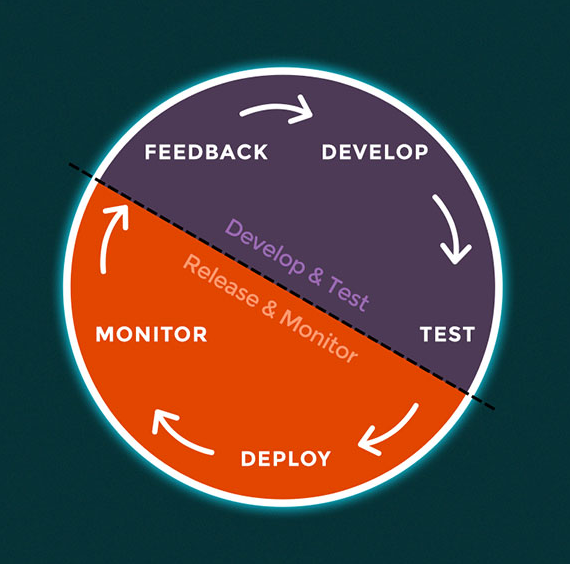 FEEDBACK
DEVELOP
Develop & Test
Release & Monitor
MONITOR
TEST
DEPLOY